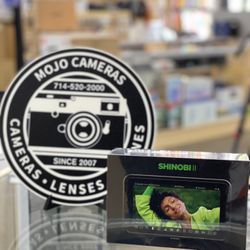 MOJO CAMERAS
714-520-2000
SINCE 2007
CAMERAS • LENSES
SHINOBI II